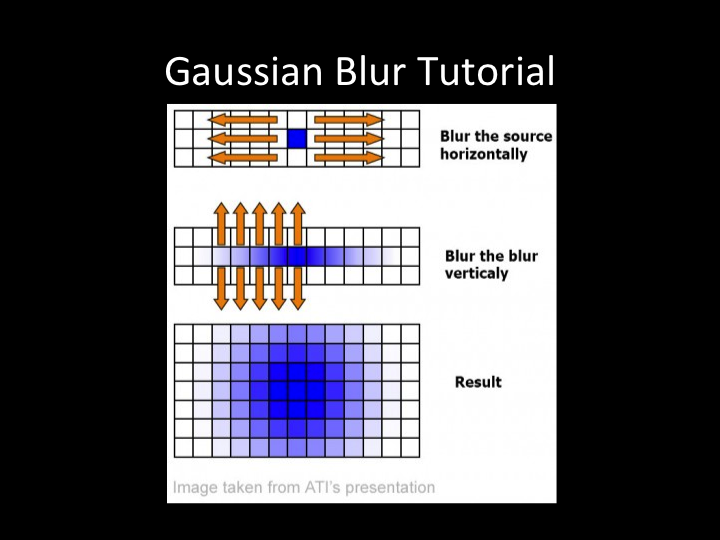 Gaussian Blur Tutorial
Blur the source
horizontally
Blur the blur
verticaly
Result
Image taken from ATI's presentation